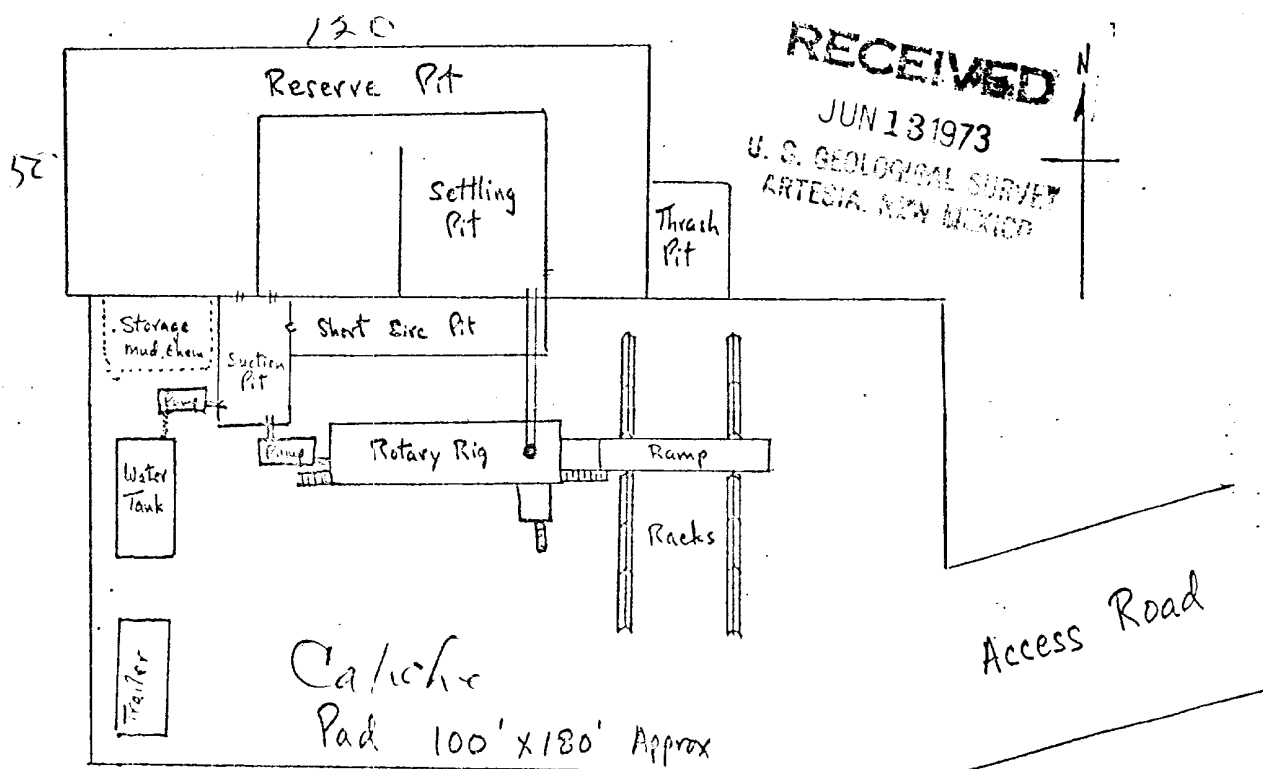 120
Reserve Pit
50'
Settling
Pit
Thrash
Pit
RECEIVED
JUN 13 1973
U. S. GEOLOGICAL SURVEY
ARTESIA, NEW MEXICO
N
Storage
mud, chem
Suction
Pit
Short Circ Pit
Pump
Pump
Rotary Rig
Ramp
Water
Tank
Racks
Access Road
Trailer
Caliche
Pad 100' X 180' Approx